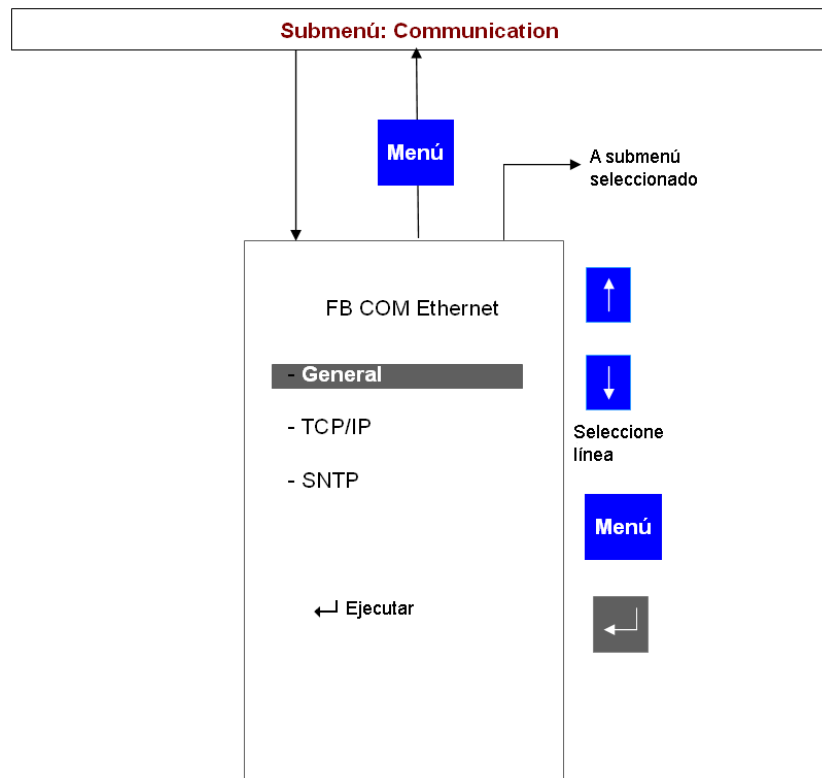 Submenú: Communication
Menú
A submenú
seleccionado
FB COM Ethernet
- General
- TCP/IP
- SNTP
Seleccione
línea
Menú
Ejecutar